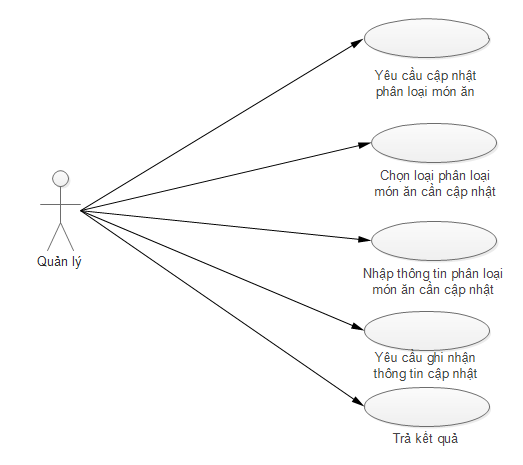 Yêu cầu cập nhật
phân loại món ăn
Chọn loại phân loại
món ăn cần cập nhật
Quản lý
Nhập thông tin phân loại
món ăn cần cập nhật
Yêu cầu ghi nhận
thông tin cập nhật
Trả kết quả